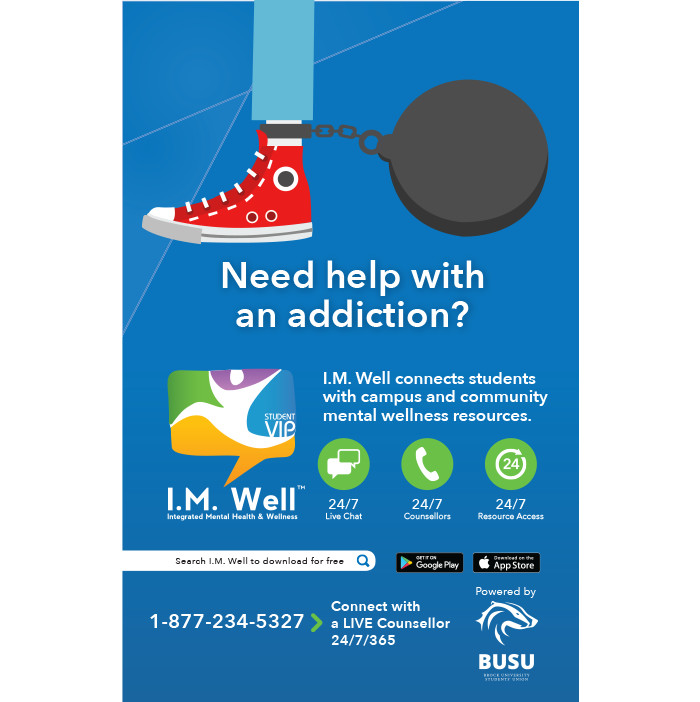 Need help with
an addiction?
STUDENT
VIP
I.M. Well™
Integrated Mental Health & Wellness
I.M. Well connects students
with campus and community
mental wellness resources.
24
24/7
Live Chat
24/7
Counsellors
24/7
Resource Access
Search I.M. Well to download for free
GET IT ON
Google Play
Download on the
App Store
1-877-234-5327
Connect with
a LIVE Counsellor
24/7/365
Powered by
BUSU
BROCK UNIVERSITY
STUDENTS' UNION